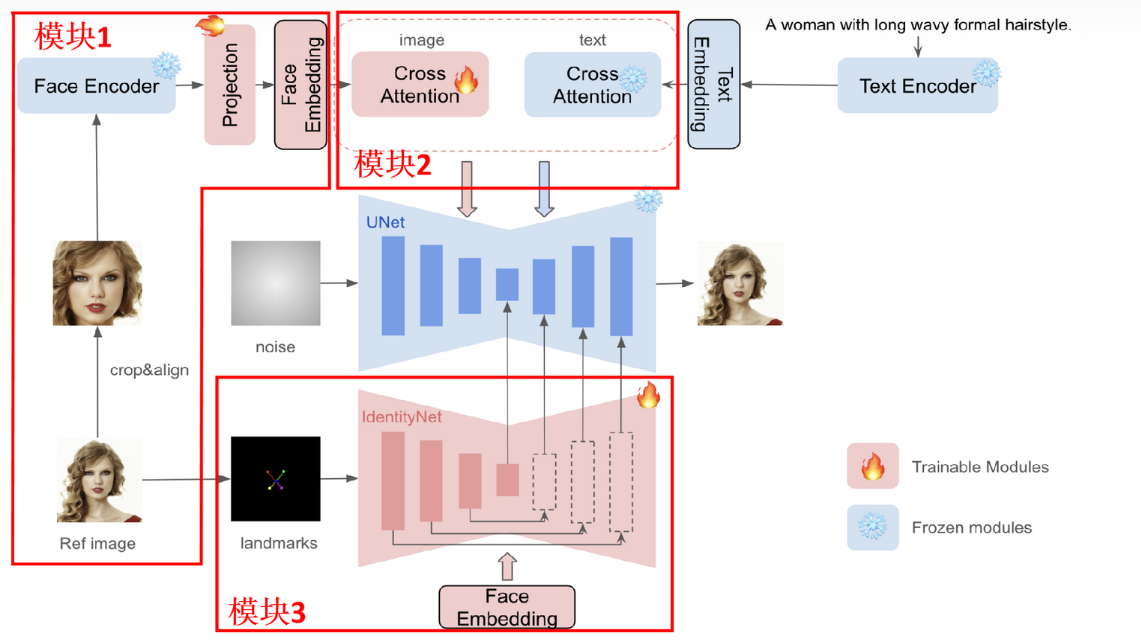 模块1
Face Encoder
Projection
Face
Embedding
image
Cross
Attention
text
Cross
Attention
模块2
Text
Embedding
A woman with long wavy formal hairstyle.
Text Encoder
UNet
noise
crop&align
Ref image
landmarks
IdentityNet
Face
Embedding
模块3
Trainable Modules
Frozen modules